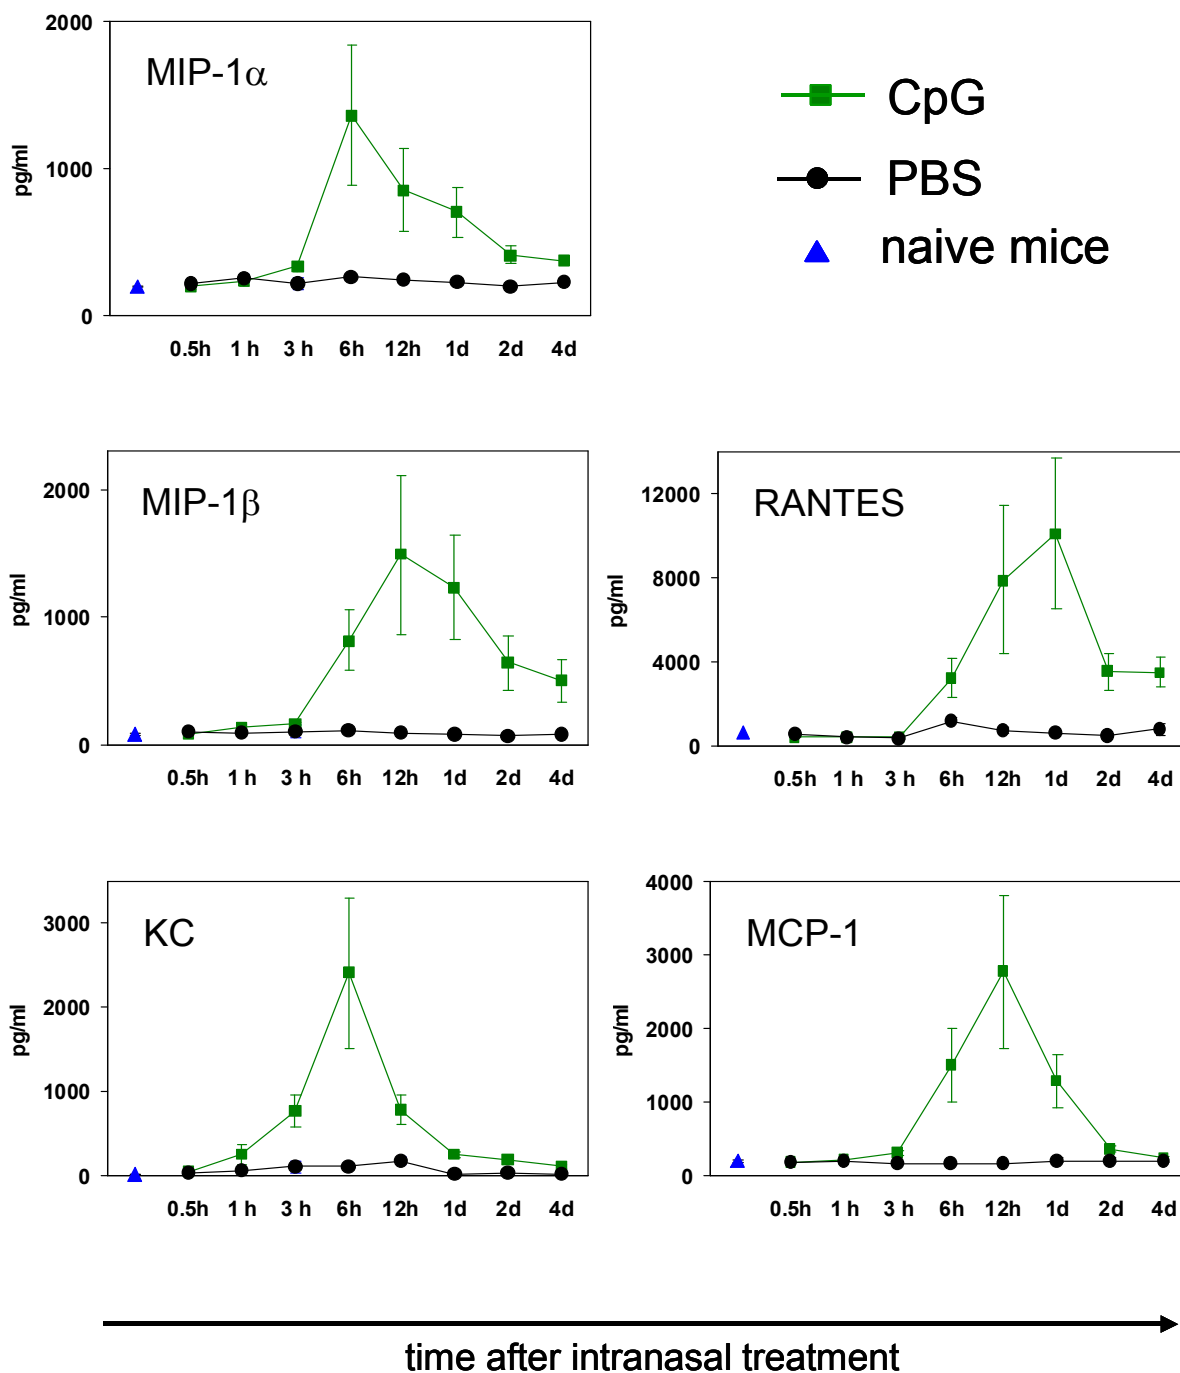 2000
MIP-1α
1000
pg/ml
0
0.5h 1 h 3 h 6h 12h 1d 2d 4d
CpG
PBS
naive mice
2000
MIP-1β
1000
pg/ml
0
0.5h 1 h 3 h 6h 12h 1d 2d 4d
12000
RANTES
8000
pg/ml
4000
0
0.5h 1 h 3 h 6h 12h 1d 2d 4d
3000
KC
2000
pg/ml
1000
0
0.5h 1 h 3 h 6h 12h 1d 2d 4d
4000
MCP-1
3000
pg/ml
2000
1000
0
0.5h 1 h 3 h 6h 12h 1d 2d 4d
time after intranasal treatment